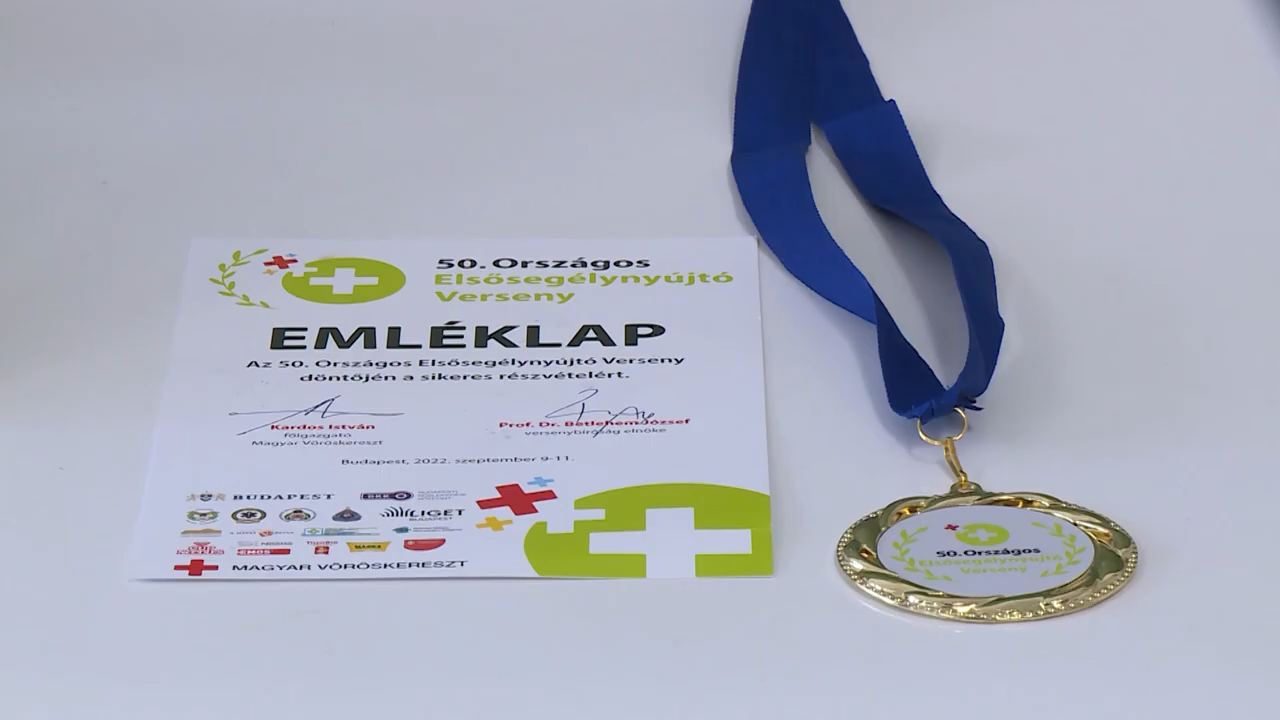 50. Országos
Elsősegélynyújtó
Verseny
EMLÉKLAP
Az 50. Országos Elsősegélynyújtó Verseny
döntőjén a sikeres részvételért.
Kardos István
főigazgató
Magyar Vöröskereszt
Prof. Dr. Betlehem József
versenybíróság elnöke
Budapest, 2022. szeptember 9-11.
BUDAPEST
BKK
LIGET
BUDAPEST
MAGYAR VÖRÖSKERESZT
50. Országos
Elsősegélynyújtó
Verseny